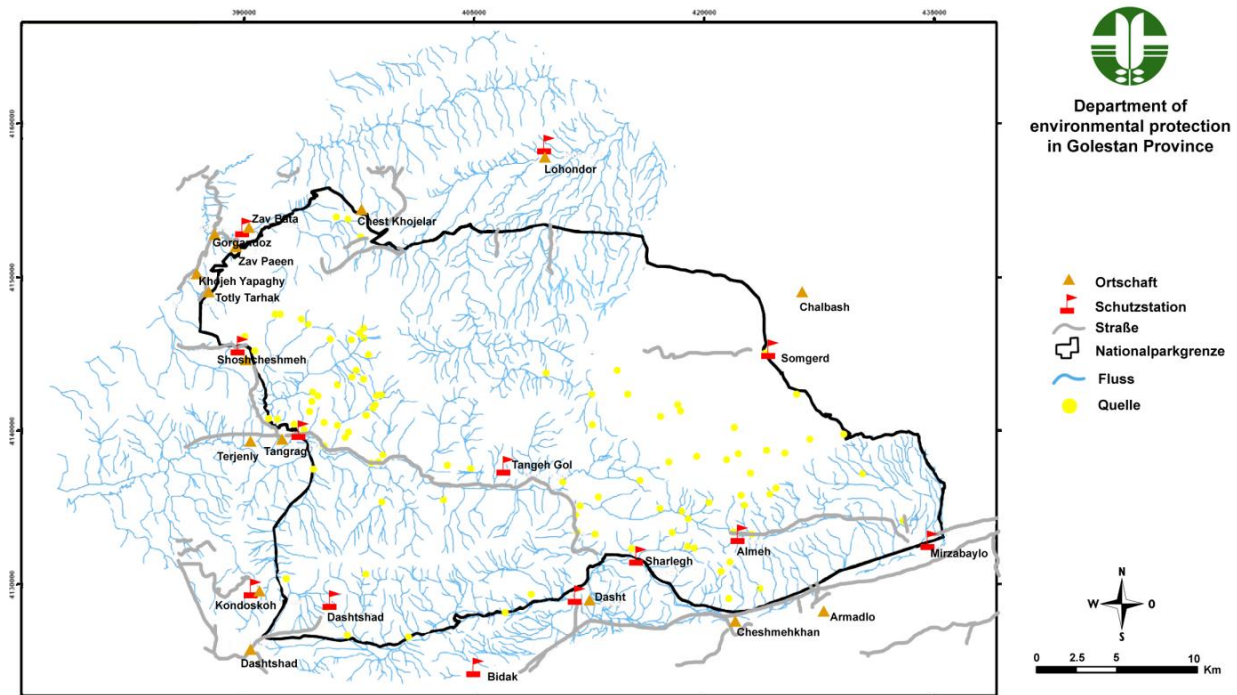 390000
405000
420000
435000
4160000
4150000
4140000
4130000
Lohondor
Zav Bala
Chest Khojelar
Gorgandoz
Zav Paeen
Khojeh Yapaghy
Totly Tarhak
Chalbash
Shoshcheshmeh
Somgerd
Terjenly
Tangrag
Tangeh Gol
Almeh
Mirzabaylo
Sharlegh
Kondoskoh
Dashtshad
Dasht
Armadlo
Cheshmehkhan
Dashtshad
Bidak
Department of
environmental protection
in Golestan Province
Ortschaft
Schutzstation
Straße
Nationalparkgrenze
Fluss
Quelle
N
W
O
S
0 2.5 5 10
Km